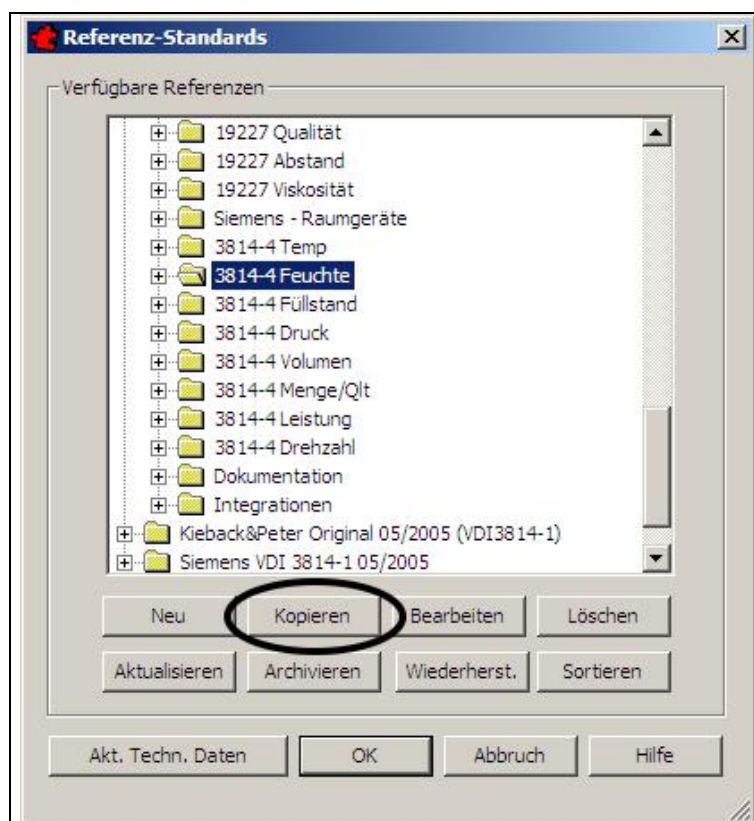 Referenz-Standards
Verfügbare Referenzen
19227 Qualität
19227 Abstand
19227 Viskosität
Siemens - Raumgeräte
3814-4 Temp
3814-4 Feuchte
3814-4 Füllstand
3814-4 Druck
3814-4 Volumen
3814-4 Menge/Qlt
3814-4 Leistung
3814-4 Drehzahl
Dokumentation
Integrationen
Kieback&Peter Original 05/2005 (VDI3814-1)
Siemens VDI 3814-1 05/2005
Neu Kopieren Bearbeiten Löschen
Aktualisieren Archivieren Wiederherst. Sortieren
Akt. Techn. Daten OK Abbruch Hilfe